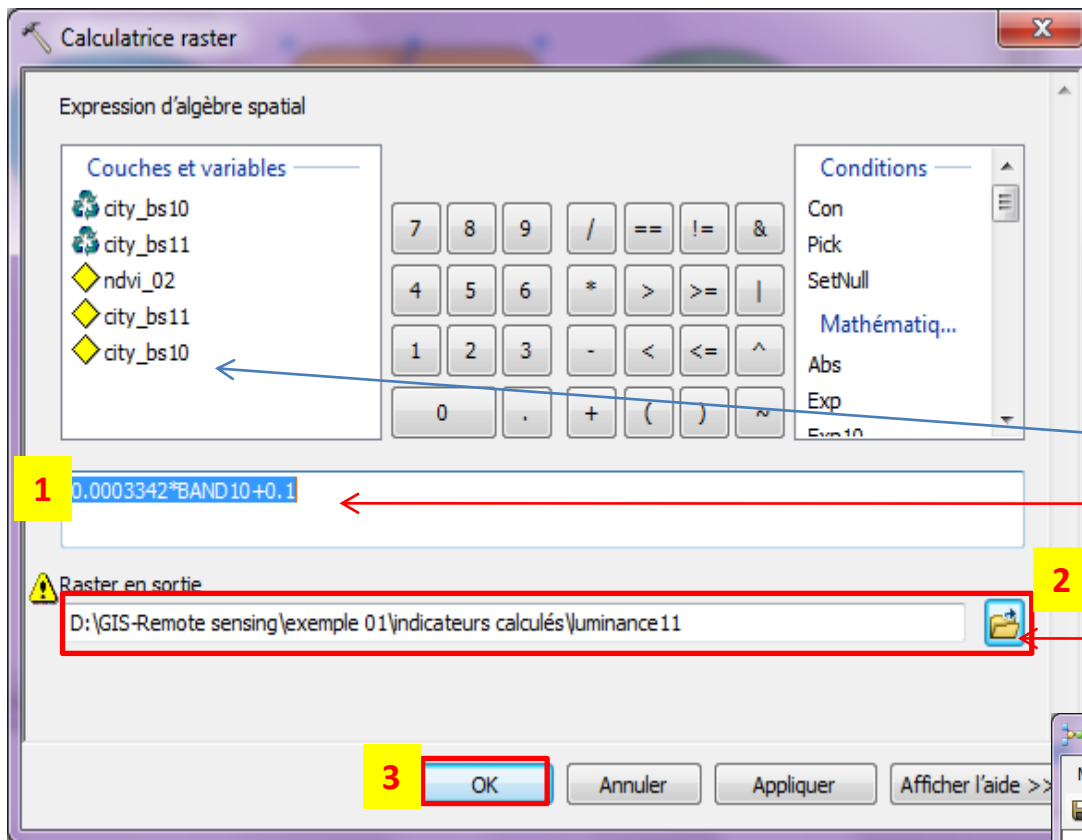 Calculatrice raster
X
Expression d'algèbre spatial
Couches et variables
city_bs10
city_bs11
ndvi_02
city_bs11
city_bs10
7 8 9 / == != &
4 5 6 * > >= |
1 2 3 - < <= ^
0 . + ( ) ~
Conditions
Con
Pick
SetNull
Mathématiq...
Abs
Exp
Exp10
1
0.0003342*BAND10+0.1
Raster en sortie
2
D:\GIS-Remote sensing\exemple 01\indicateurs calculés\luminance11
3
OK
Annuler
Appliquer
Afficher l'aide >>